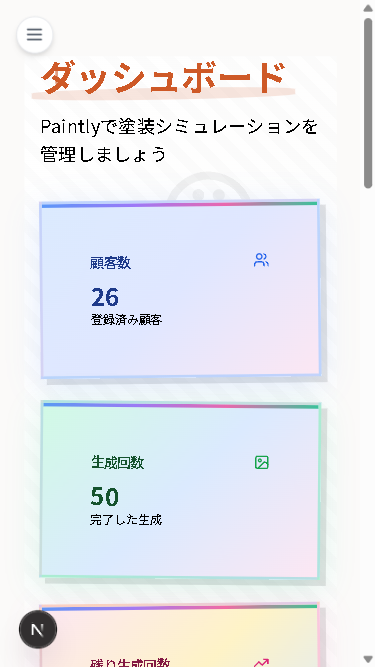 ダッシュボード
Paintlyで塗装シミュレーションを
管理しましょう
顧客数
26
登録済み顧客
生成回数
50
完了した生成
残り生成回数
N